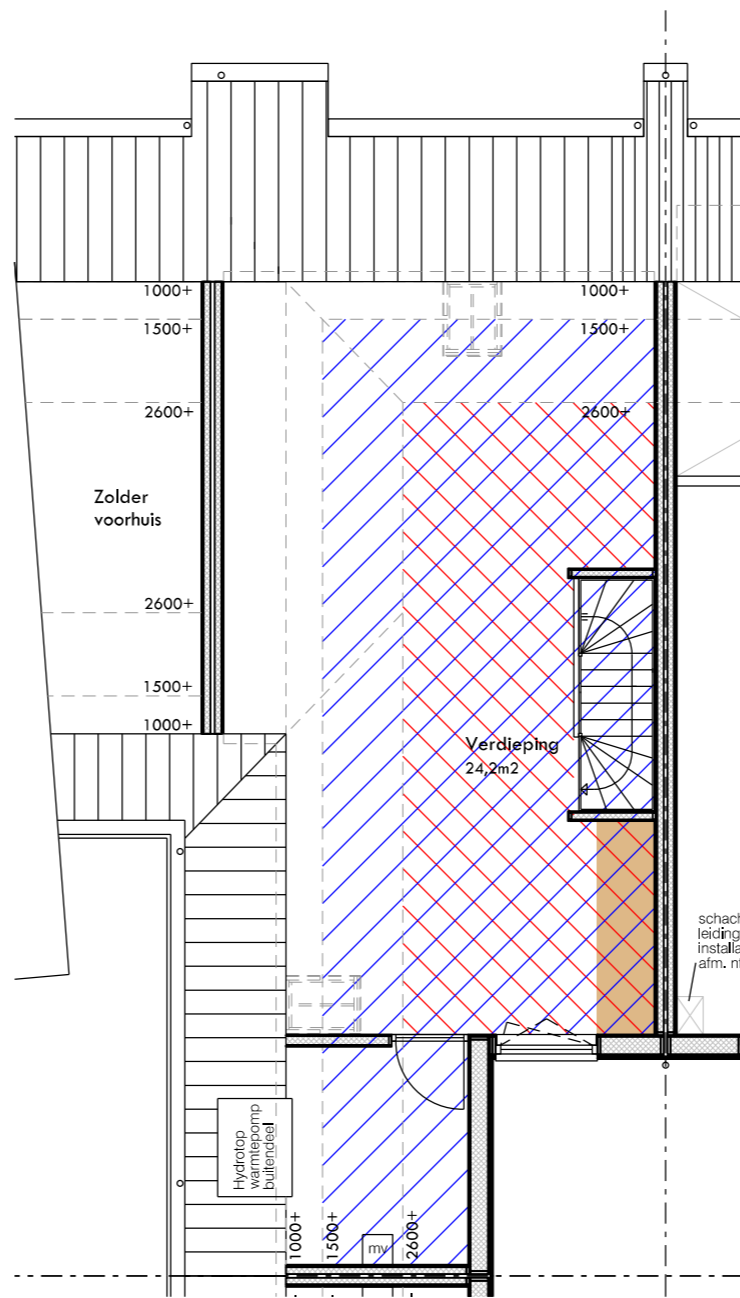 1000+
1000+
1500+
1500+
2600+
2600+
Zolder
voorhuis
2600+
1500+
1000+
Verdieping
24,2m2
schach
leiding
installa
Hydrotop
warmtepomp
buitendeel
1000+
1500+
2600+
mv